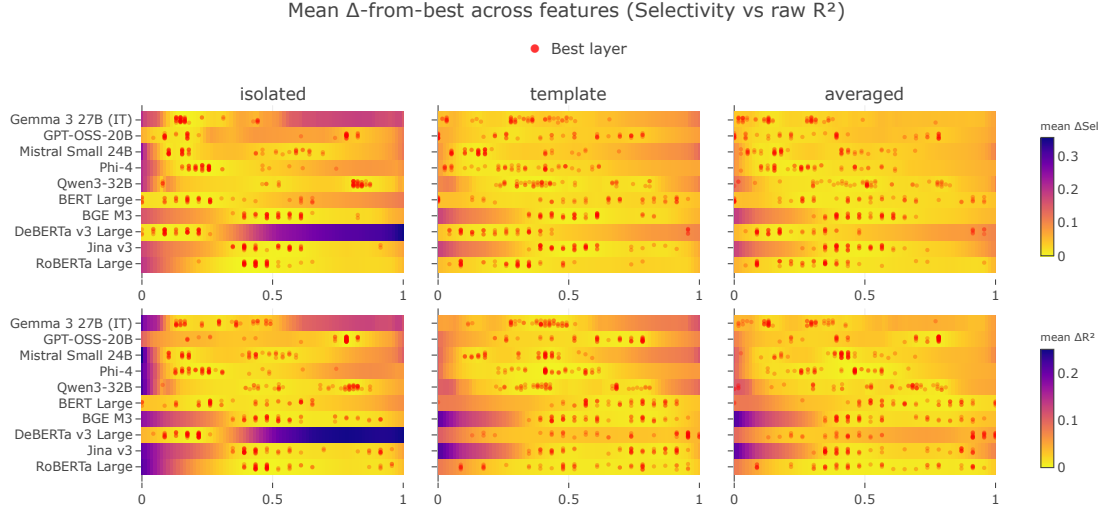 Mean Δ-from-best across features (Selectivity vs raw R²)
Best layer
isolated
template
averaged
Gemma 3 27B (IT)
GPT-OSS-20B
Mistral Small 24B
Phi-4
Qwen3-32B
BERT Large
BGE M3
DeBERTa v3 Large
Jina v3
RoBERTa Large
0 0.5 1
0 0.5 1
0 0.5 1
mean ΔSel
0.3
0.2
0.1
0
Gemma 3 27B (IT)
GPT-OSS-20B
Mistral Small 24B
Phi-4
Qwen3-32B
BERT Large
BGE M3
DeBERTa v3 Large
Jina v3
RoBERTa Large
0 0.5 1
0 0.5 1
0 0.5 1
mean ΔR²
0.2
0.1
0